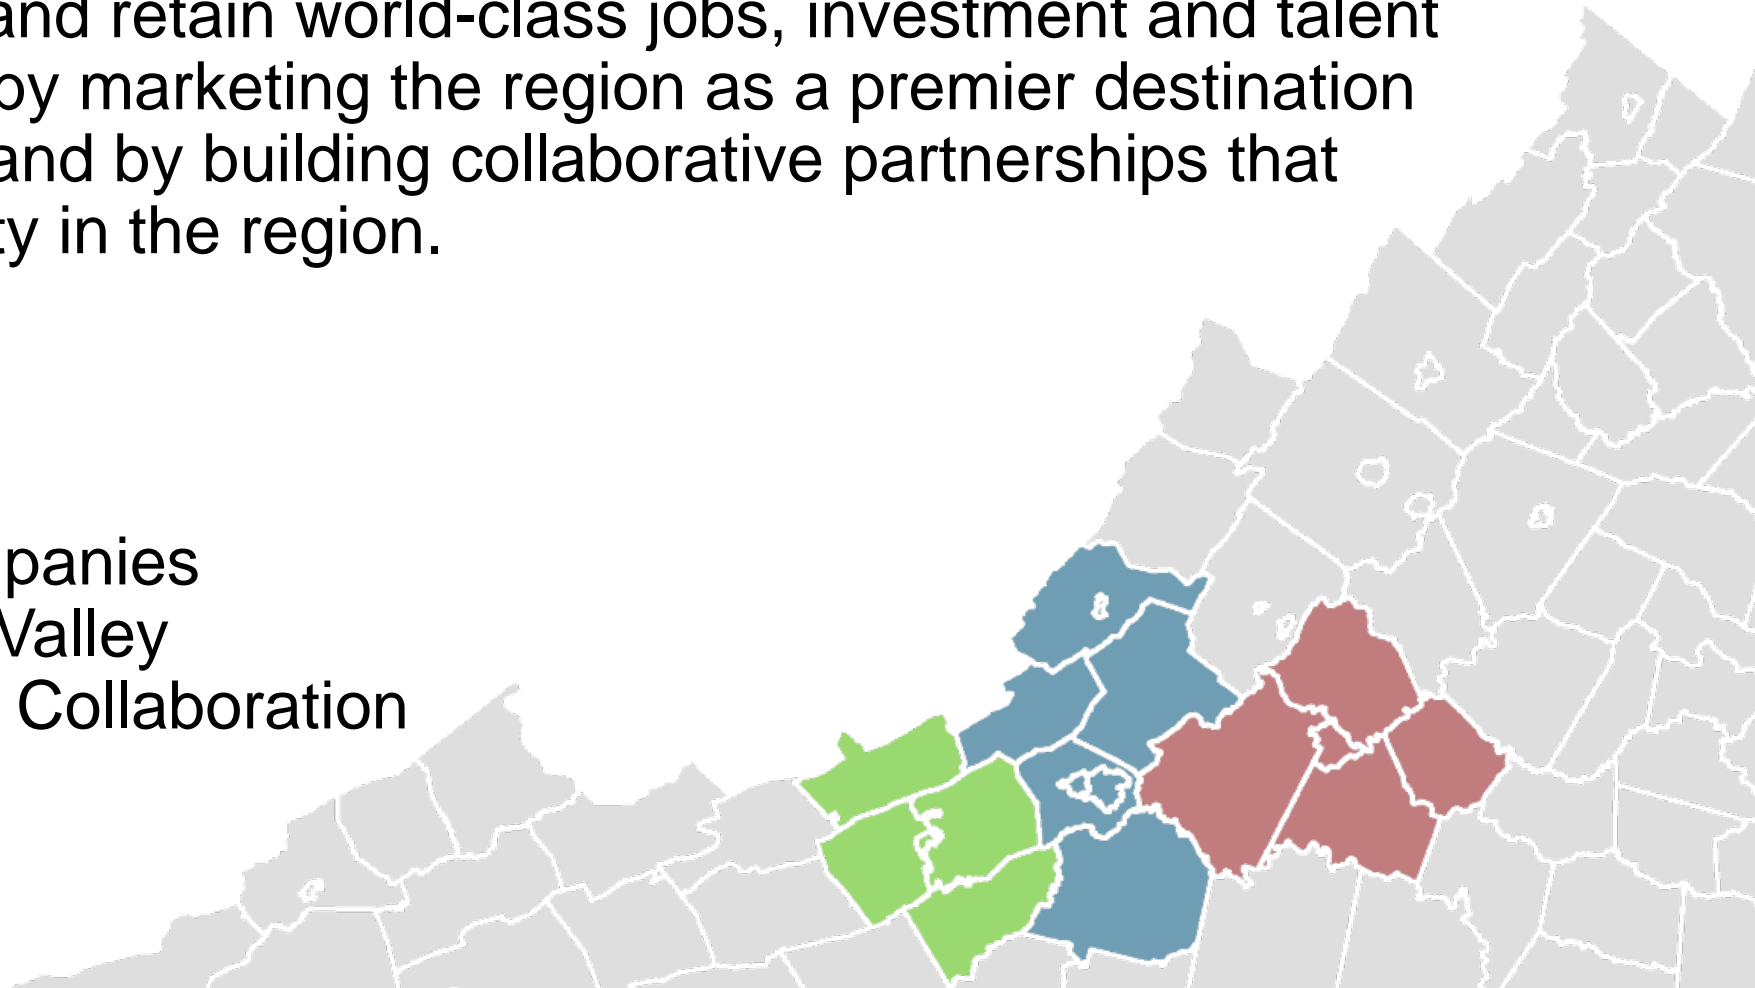 and retain world-class jobs, investment and talent
by marketing the region as a premier destination
and by building collaborative partnerships that
ty in the region.
panies
Valley
Collaboration